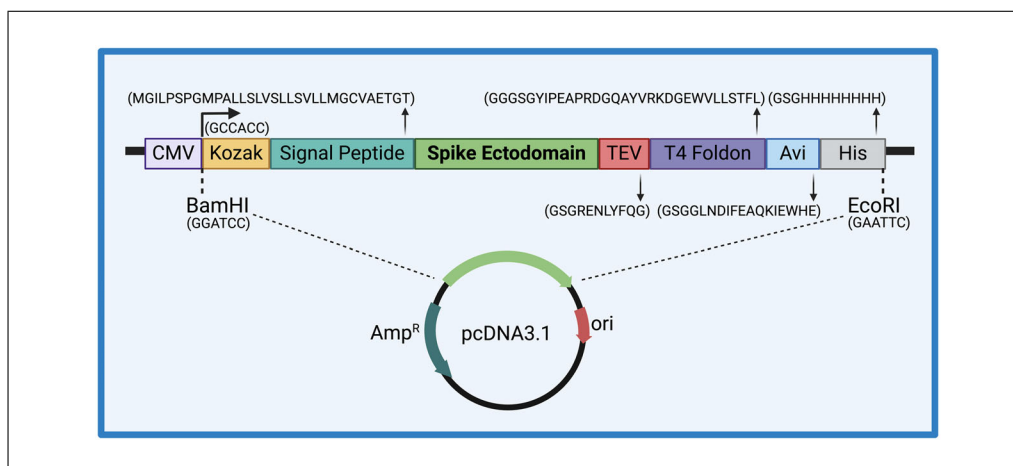 (MGILPSPGMPALLSLVSLLSVLLMGCVAETGT) (GGGSGYIPEAPRDGQAYVRKDGEWVLLSTFL) (GSGHHHHHHHH)
(GCCACC)
CMV Kozak Signal Peptide Spike Ectodomain TEV T4 Foldon Avi His
BamHI (GSGRENLYFQG) (GSGGLNDIFEAQKIEWHE) EcoRI
(GGATCC) (GAATTC)
AmpR pcDNA3.1 ori